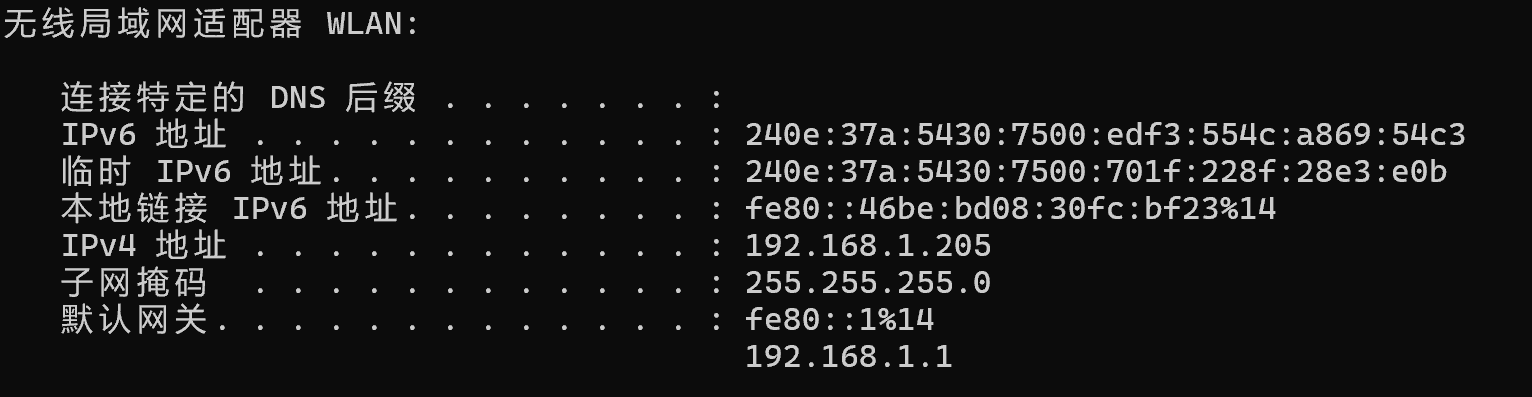 无线局域网适配器 WLAN:
连接特定的 DNS 后缀 . . . . . . . :
IPv6 地址 . . . . . . . . . . . . : 240e:37a:5430:7500:edf3:554c:a869:54c3
临时 IPv6 地址. . . . . . . . . . : 240e:37a:5430:7500:701f:228f:28e3:e0b
本地链接 IPv6 地址. . . . . . . . : fe80::46be:bd08:30fc:bf23%14
IPv4 地址 . . . . . . . . . . . . : 192.168.1.205
子网掩码  . . . . . . . . . . . . : 255.255.255.0
默认网关. . . . . . . . . . . . . : fe80::1%14
192.168.1.1